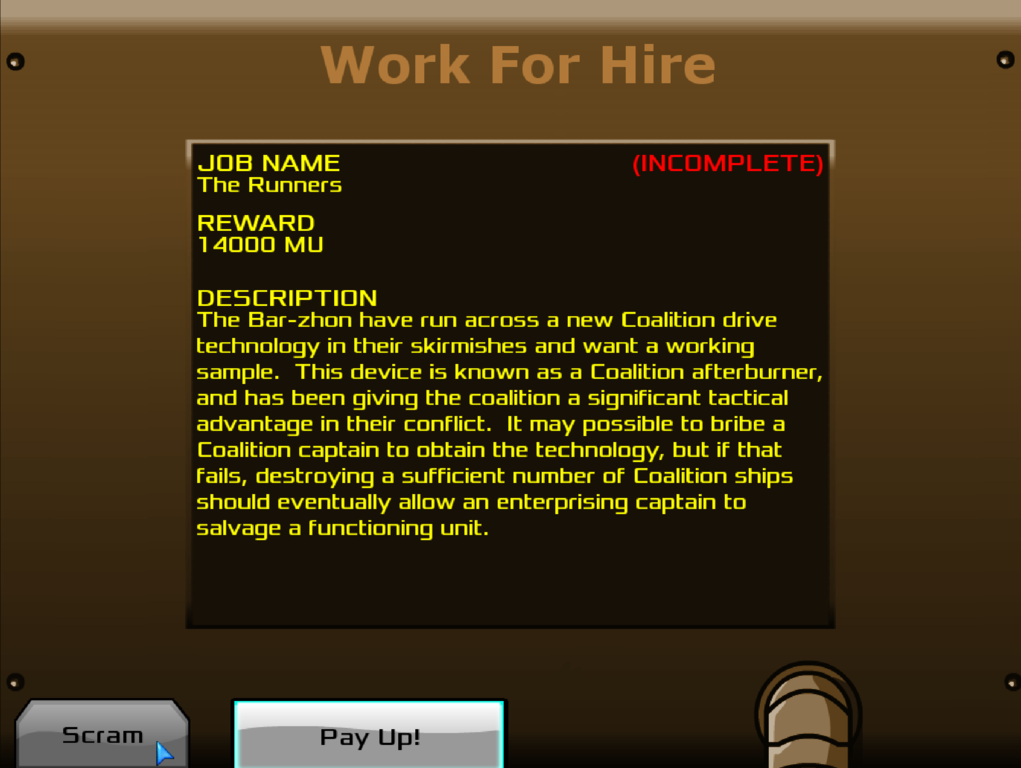 Work For Hire
JOB NAME (INCOMPLETE)
The Runners
REWARD
14000 MU
DESCRIPTION
The Bar-zhon have run across a new Coalition drive
technology in their skirmishes and want a working
sample.  This device is known as a Coalition afterburner,
and has been giving the coalition a significant tactical
advantage in their conflict.  It may possible to bribe a
Coalition captain to obtain the technology, but if that
fails, destroying a sufficient number of Coalition ships
should eventually allow an enterprising captain to
salvage a functioning unit.
Scram
Pay Up!